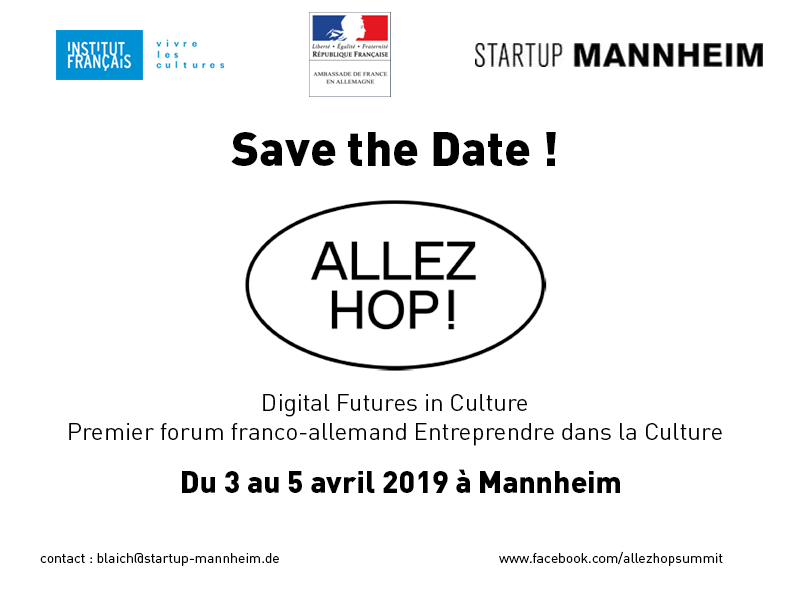 INSTITUT
FRANÇAIS
vivre
les
cultures
Liberté • Égalité • Fraternité
RÉPUBLIQUE FRANÇAISE
AMBASSADE DE FRANCE
EN ALLEMAGNE
STARTUP MANNHEIM
Save the Date !
ALLEZ
HOP!
Digital Futures in Culture
Premier forum franco-allemand Entreprendre dans la Culture
Du 3 au 5 avril 2019 à Mannheim
contact : blaich@startup-mannheim.de
www.facebook.com/allezhopsummit